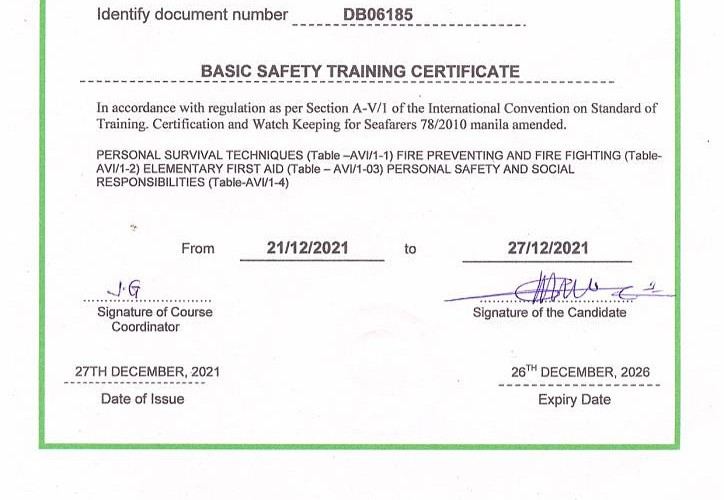 Identify document number DB06185
BASIC SAFETY TRAINING CERTIFICATE
In accordance with regulation as per Section A-V/1 of the International Convention on Standard of
Training. Certification and Watch Keeping for Seafarers 78/2010 manila amended.
PERSONAL SURVIVAL TECHNIQUES (Table –AVI/1-1) FIRE PREVENTING AND FIRE FIGHTING (Table-
AVI/1-2) ELEMENTARY FIRST AID (Table – AVI/1-03) PERSONAL SAFETY AND SOCIAL
RESPONSIBILITIES (Table-AVI/1-4)
From 21/12/2021 to 27/12/2021
J.G
Signature of Course
Coordinator
Signature of the Candidate
27TH DECEMBER, 2021
Date of Issue
26TH DECEMBER, 2026
Expiry Date